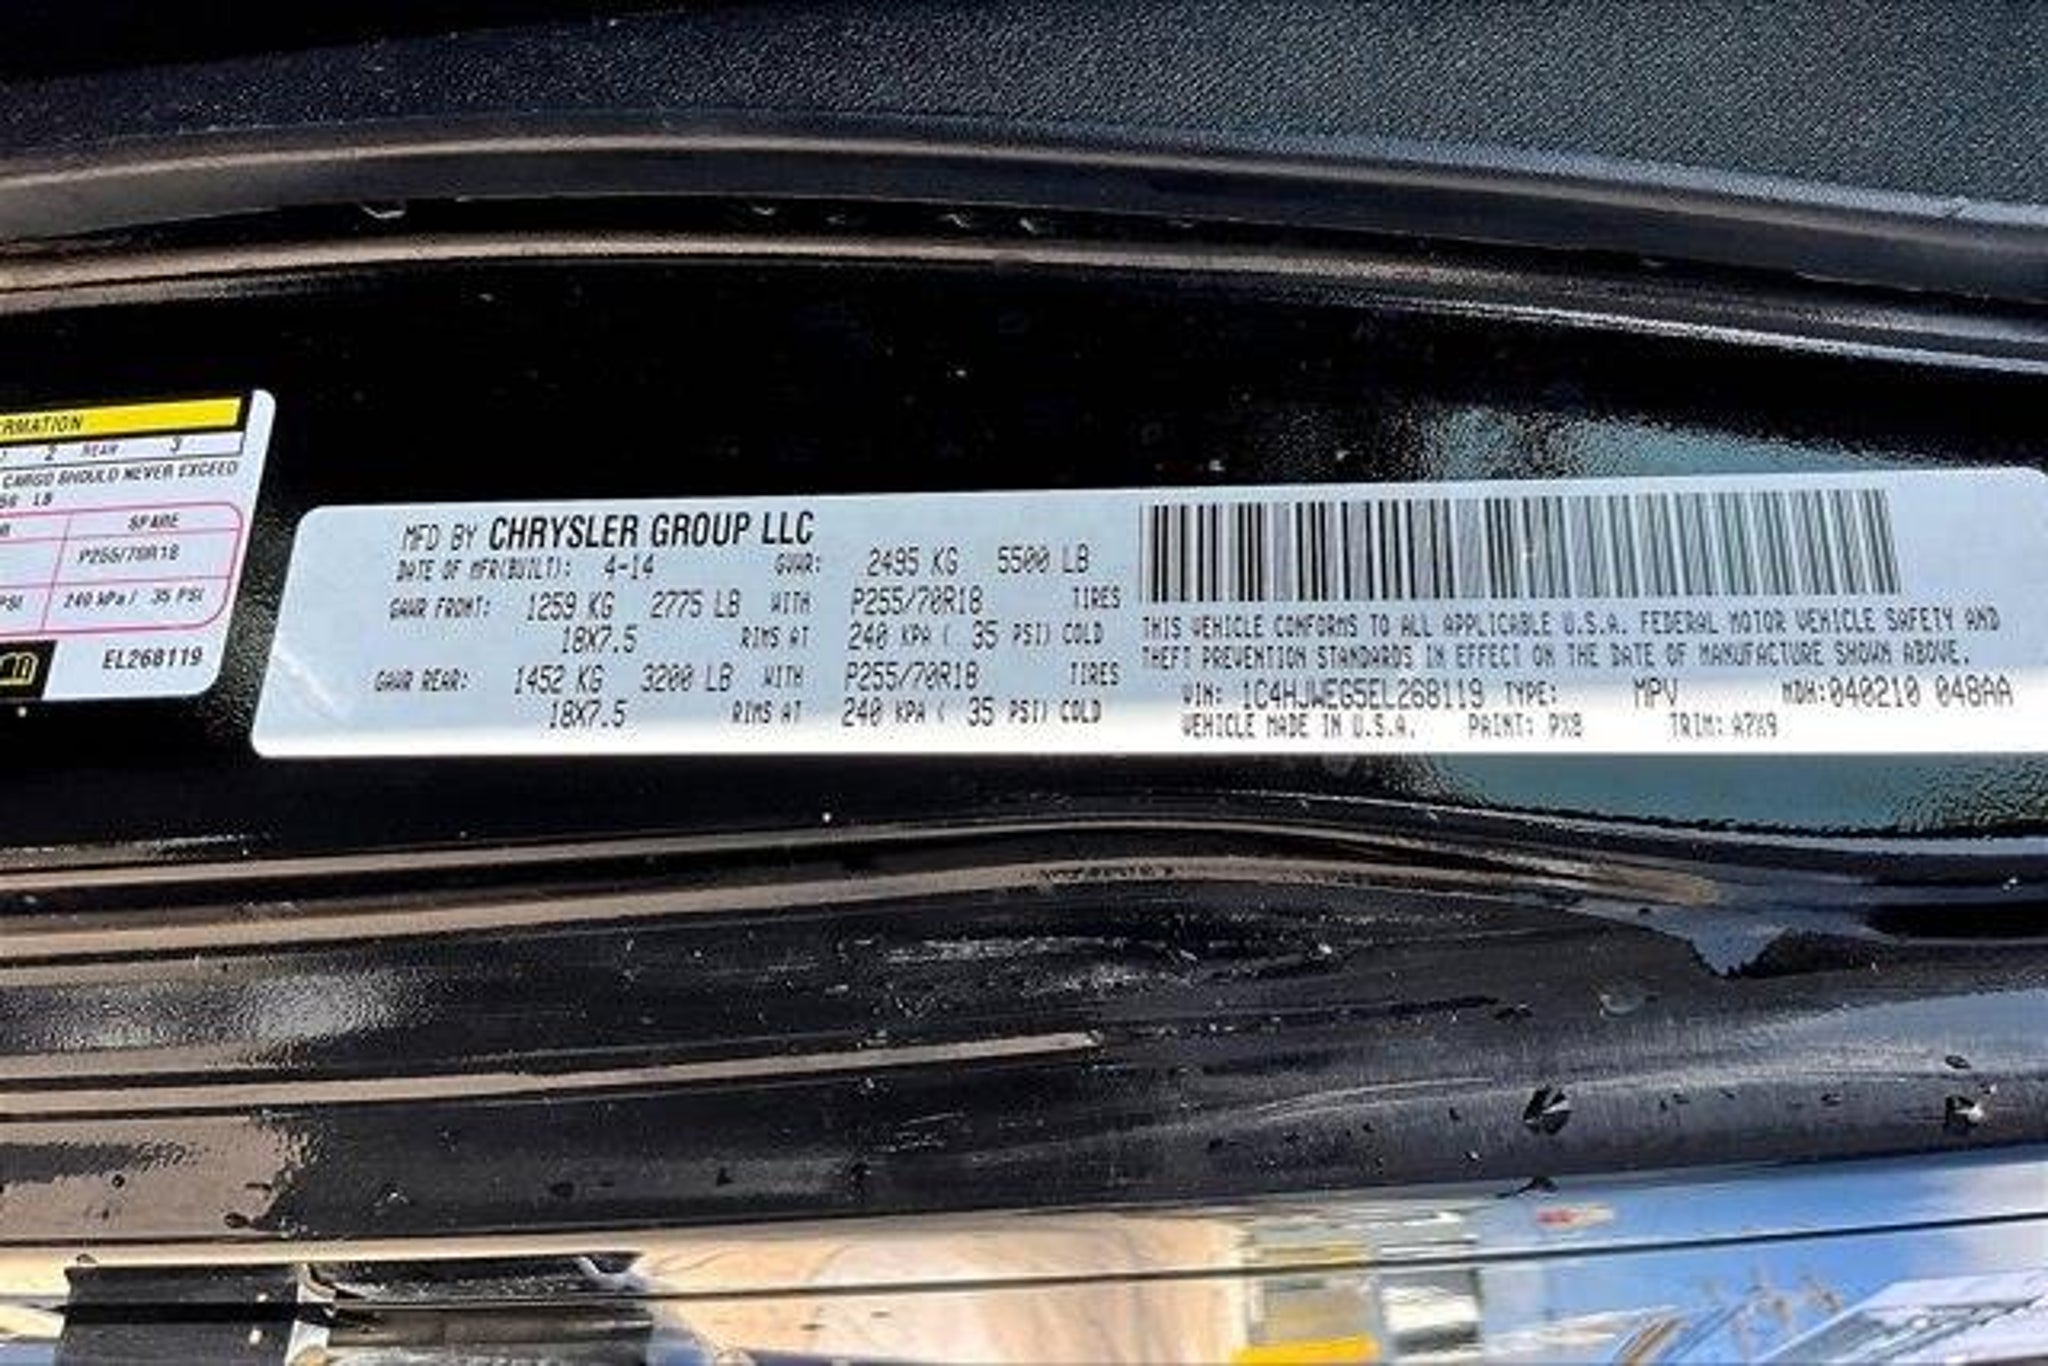 RMATION
2 REAR 3
CARGO SHOULD NEVER EXCEED
LB
SPARE
P255/70R18
PSI 240 kPa / 35 PSI
EL268119
MFD BY CHRYSLER GROUP LLC
DATE OF MFR(BUILT): 4-14 GVWR: 2495 KG 5500 LB
GAWR FRONT: 1259 KG 2775 LB WITH P255/70R18 TIRES
18X7.5 RIMS AT 240 KPA ( 35 PSI) COLD
GAWR REAR: 1452 KG 3200 LB WITH P255/70R18 TIRES
18X7.5 RIMS AT 240 KPA ( 35 PSI) COLD
THIS VEHICLE CONFORMS TO ALL APPLICABLE U.S.A. FEDERAL MOTOR VEHICLE SAFETY AND
THEFT PREVENTION STANDARDS IN EFFECT ON THE DATE OF MANUFACTURE SHOWN ABOVE.
VIN: 1C4HJWEG5EL268119 TYPE: MPV MDH:040210 048AA
VEHICLE MADE IN U.S.A. PAINT: PX8 TRIM: A7X9